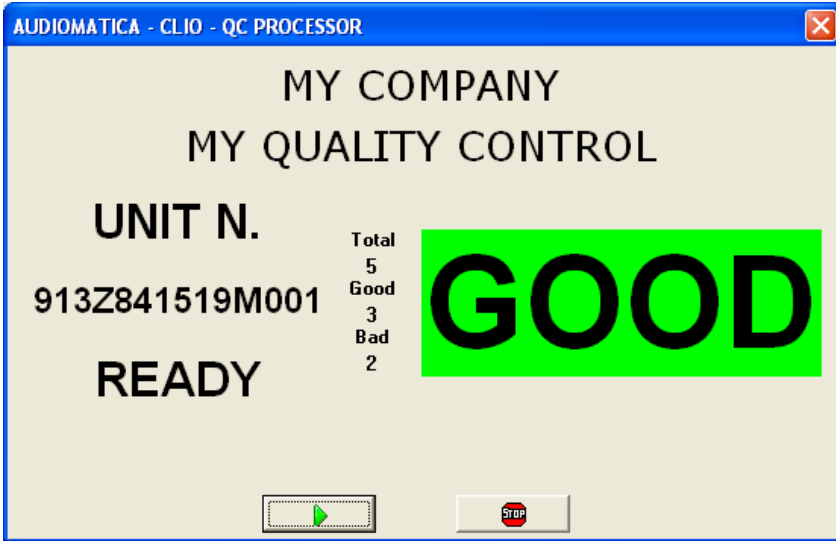 AUDIOMATICA - CLIO - QC PROCESSOR
MY COMPANY
MY QUALITY CONTROL
UNIT N.
913Z841519M001
READY
Total
5
Good
3
Bad
2
GOOD
STOP